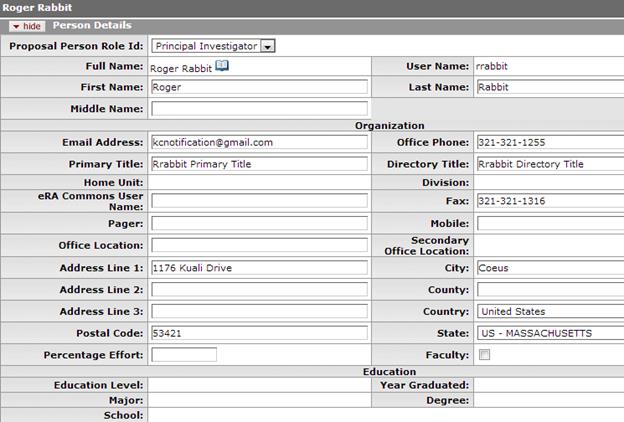 Roger Rabbit
hide Person Details
Proposal Person Role Id: Principal Investigator
Full Name: Roger Rabbit User Name: rrabbit
First Name: Roger Last Name: Rabbit
Middle Name:
Organization
Email Address: kcnotification@gmail.com Office Phone: 321-321-1255
Primary Title: Rrabbit Primary Title Directory Title: Rrabbit Directory Title
Home Unit: Division:
eRA Commons User
Name: Fax: 321-321-1316
Pager: Mobile:
Office Location: Secondary
Office Location:
Address Line 1: 1176 Kuali Drive City: Coeus
Address Line 2: County:
Address Line 3: Country: United States
Postal Code: 53421 State: US - MASSACHUSETTS
Percentage Effort: Faculty:
Education
Education Level: Year Graduated:
Major: Degree:
School: